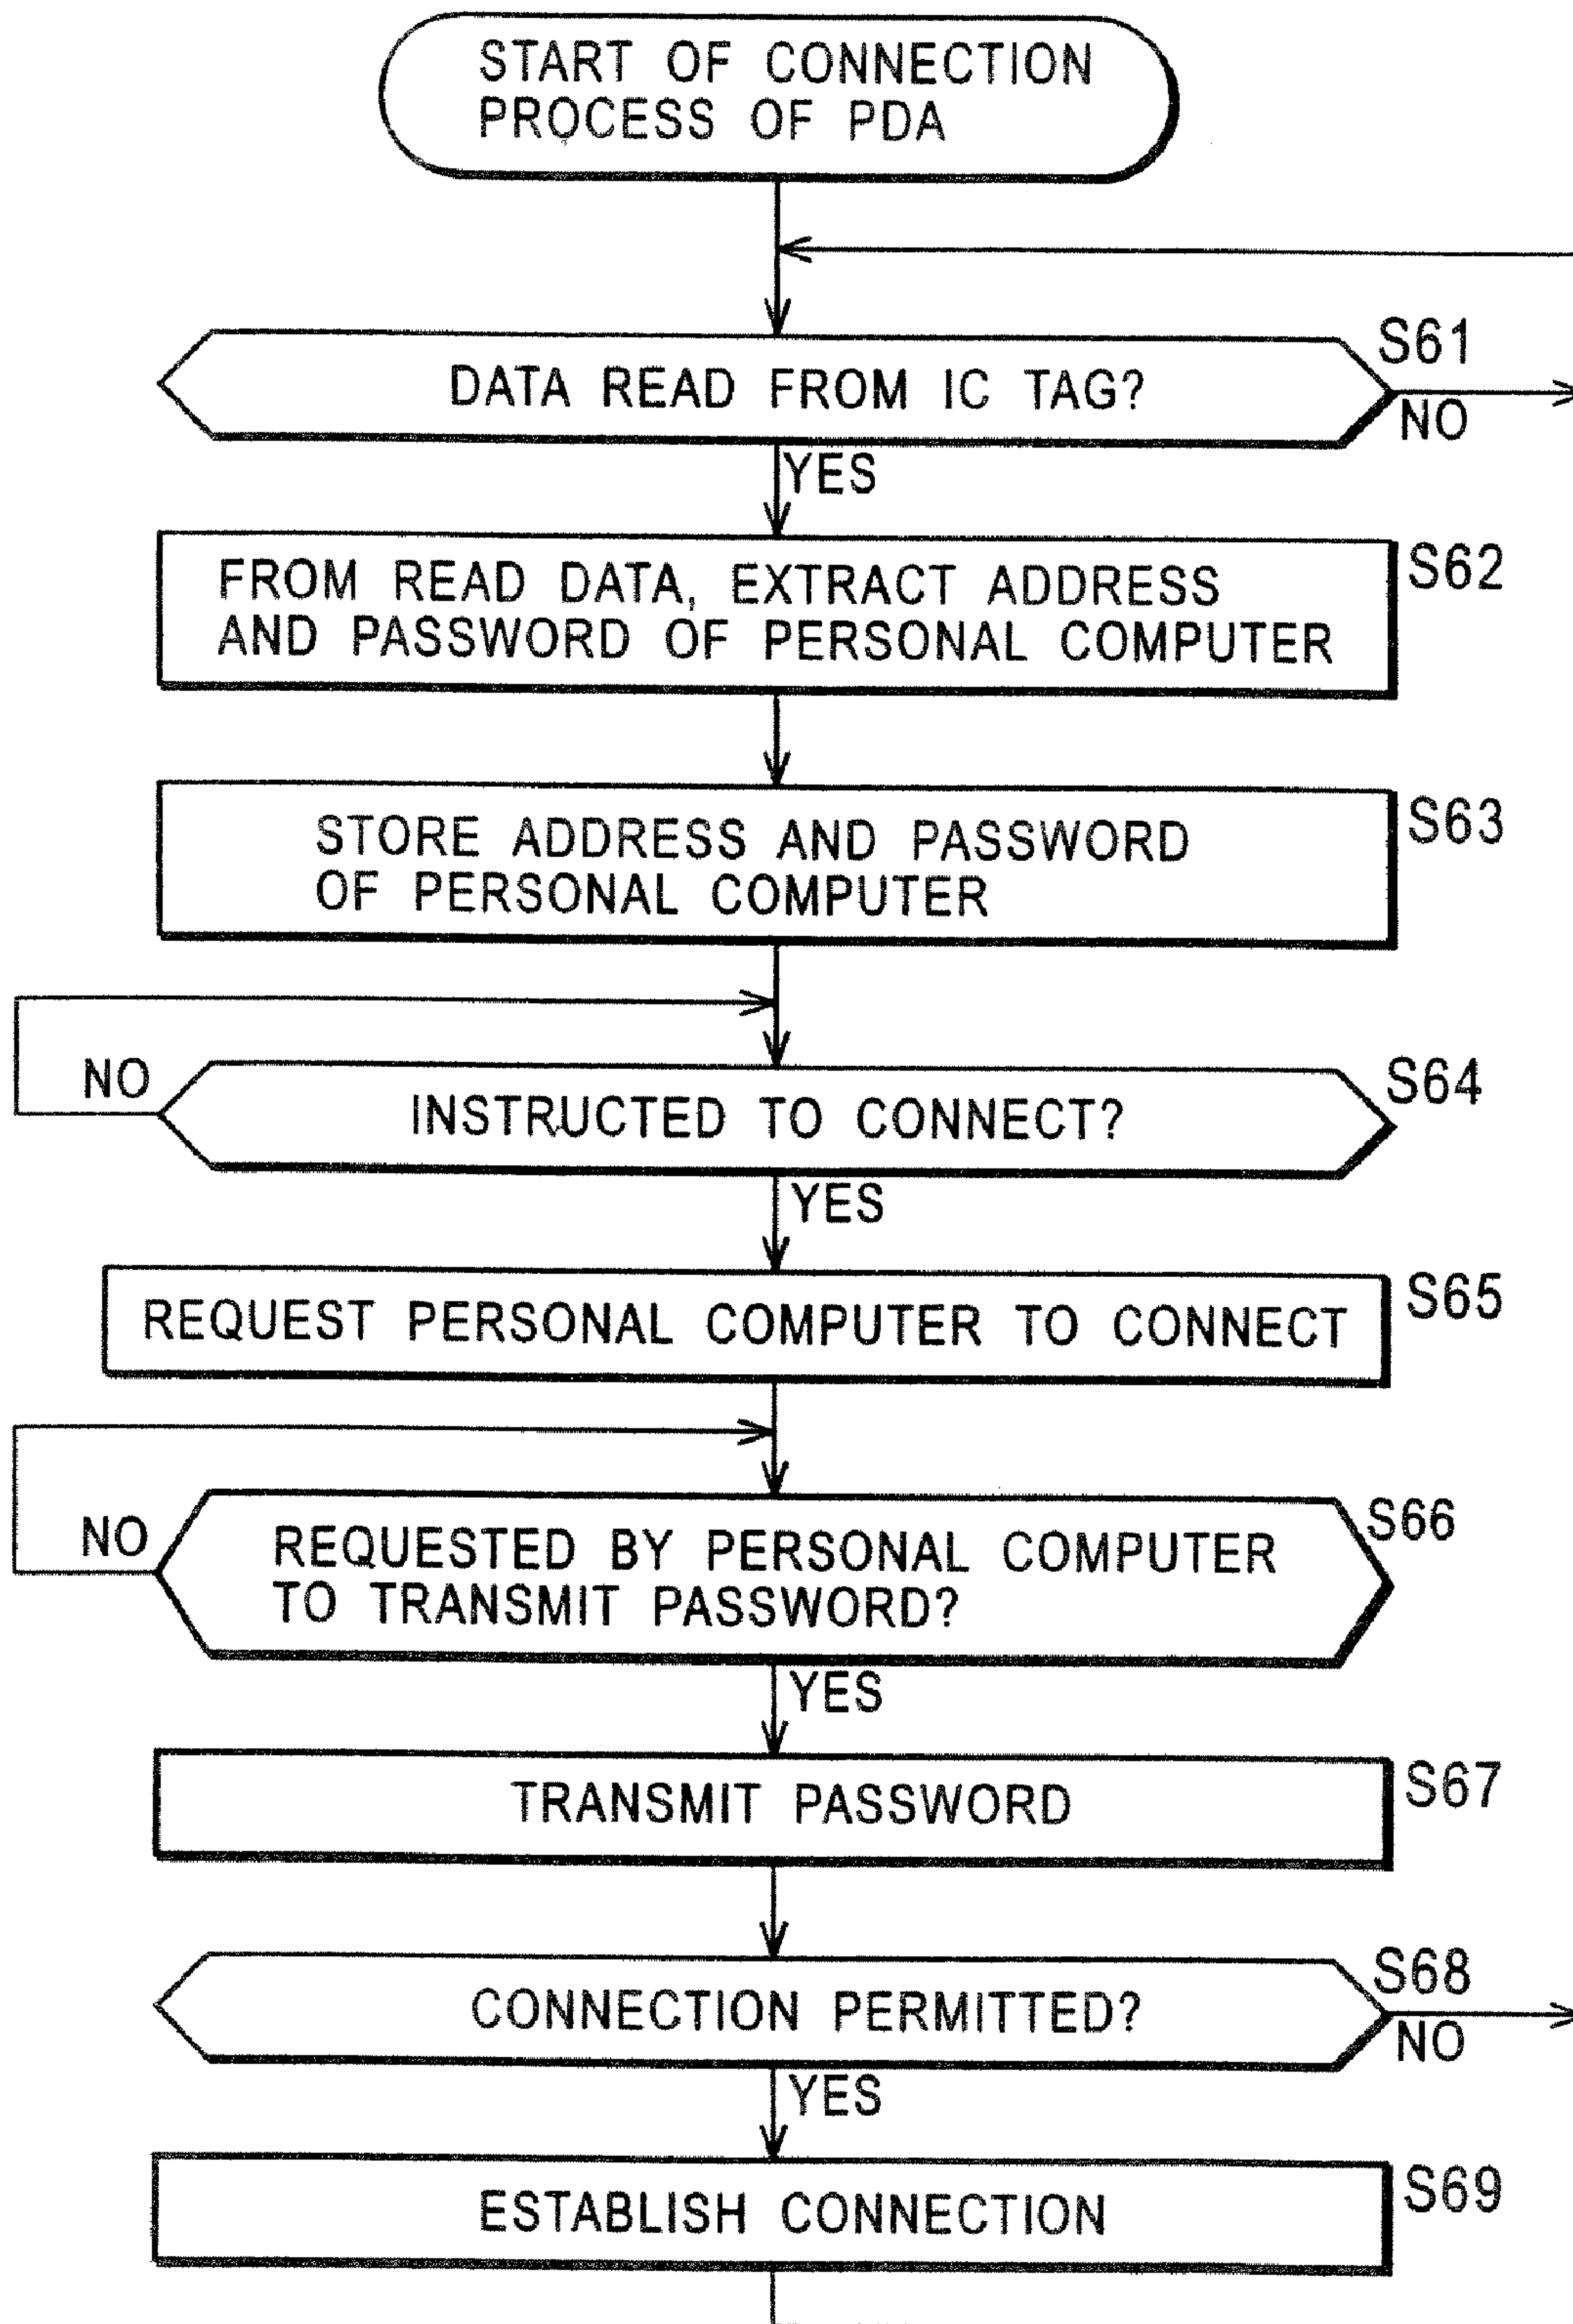 START OF CONNECTION
PROCESS OF PDA
S61
DATA READ FROM IC TAG?
NO
YES
S62
FROM READ DATA, EXTRACT ADDRESS
AND PASSWORD OF PERSONAL COMPUTER
S63
STORE ADDRESS AND PASSWORD
OF PERSONAL COMPUTER
NO
S64
INSTRUCTED TO CONNECT?
YES
S65
REQUEST PERSONAL COMPUTER TO CONNECT
NO
S66
REQUESTED BY PERSONAL COMPUTER
TO TRANSMIT PASSWORD?
YES
S67
TRANSMIT PASSWORD
S68
CONNECTION PERMITTED?
NO
YES
S69
ESTABLISH CONNECTION